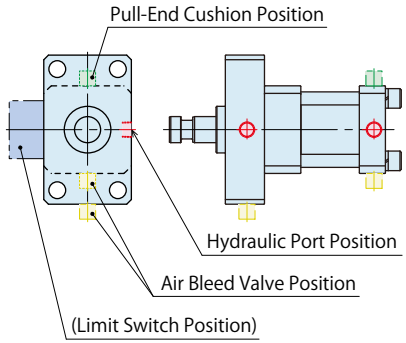 Pull-End Cushion Position
Hydraulic Port Position
Air Bleed Valve Position
(Limit Switch Position)